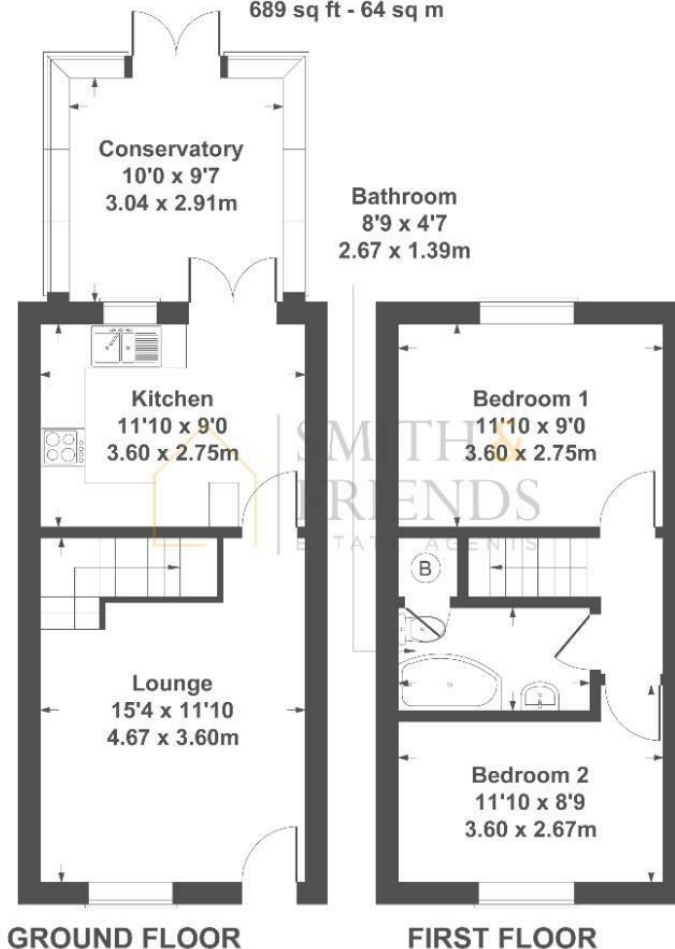 689 sq ft - 64 sq m
Conservatory
10'0 x 9'7
3.04 x 2.91m
Bathroom
8'9 x 4'7
2.67 x 1.39m
Kitchen
11'10 x 9'0
3.60 x 2.75m
Bedroom 1
11'10 x 9'0
3.60 x 2.75m
SMITH &
FRIENDS
ESTATE AGENTS
B
Lounge
15'4 x 11'10
4.67 x 3.60m
Bedroom 2
11'10 x 8'9
3.60 x 2.67m
GROUND FLOOR
FIRST FLOOR